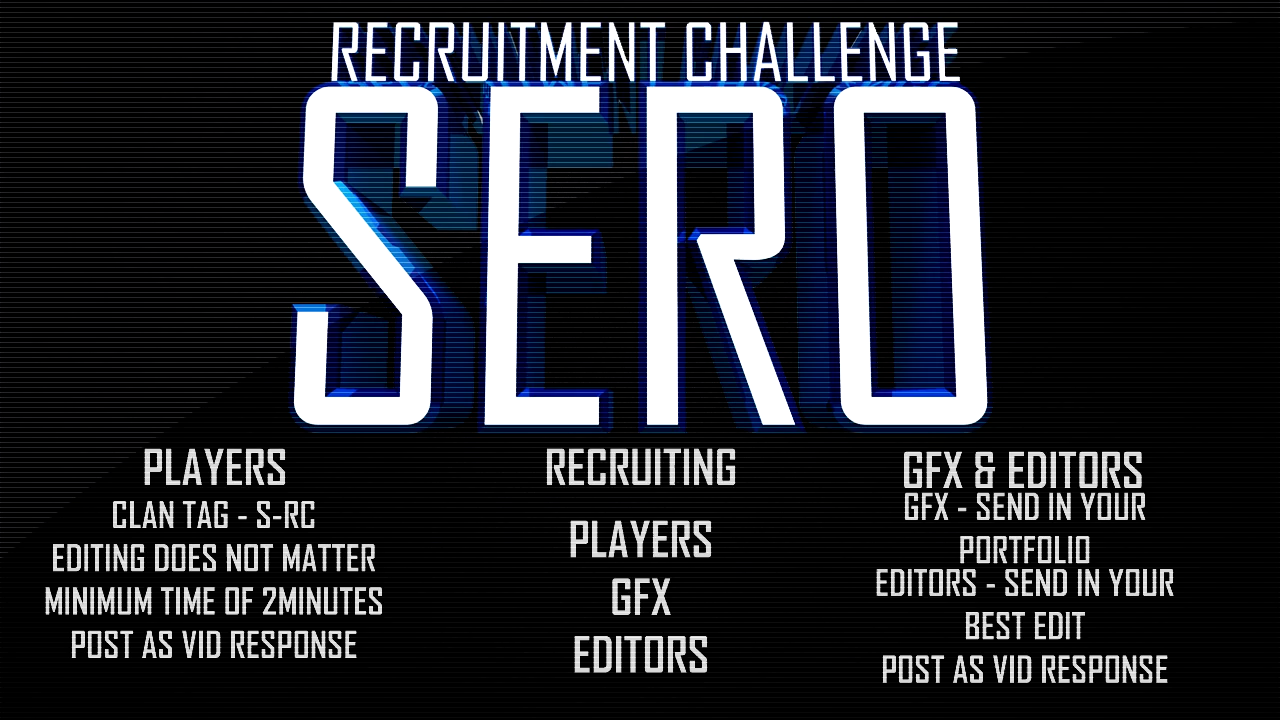 RECRUITMENT CHALLENGE
SERO
PLAYERS
CLAN TAG - S-RC
EDITING DOES NOT MATTER
MINIMUM TIME OF 2MINUTES
POST AS VID RESPONSE
RECRUITING
PLAYERS
GFX
EDITORS
GFX & EDITORS
GFX - SEND IN YOUR
PORTFOLIO
EDITORS - SEND IN YOUR
BEST EDIT
POST AS VID RESPONSE